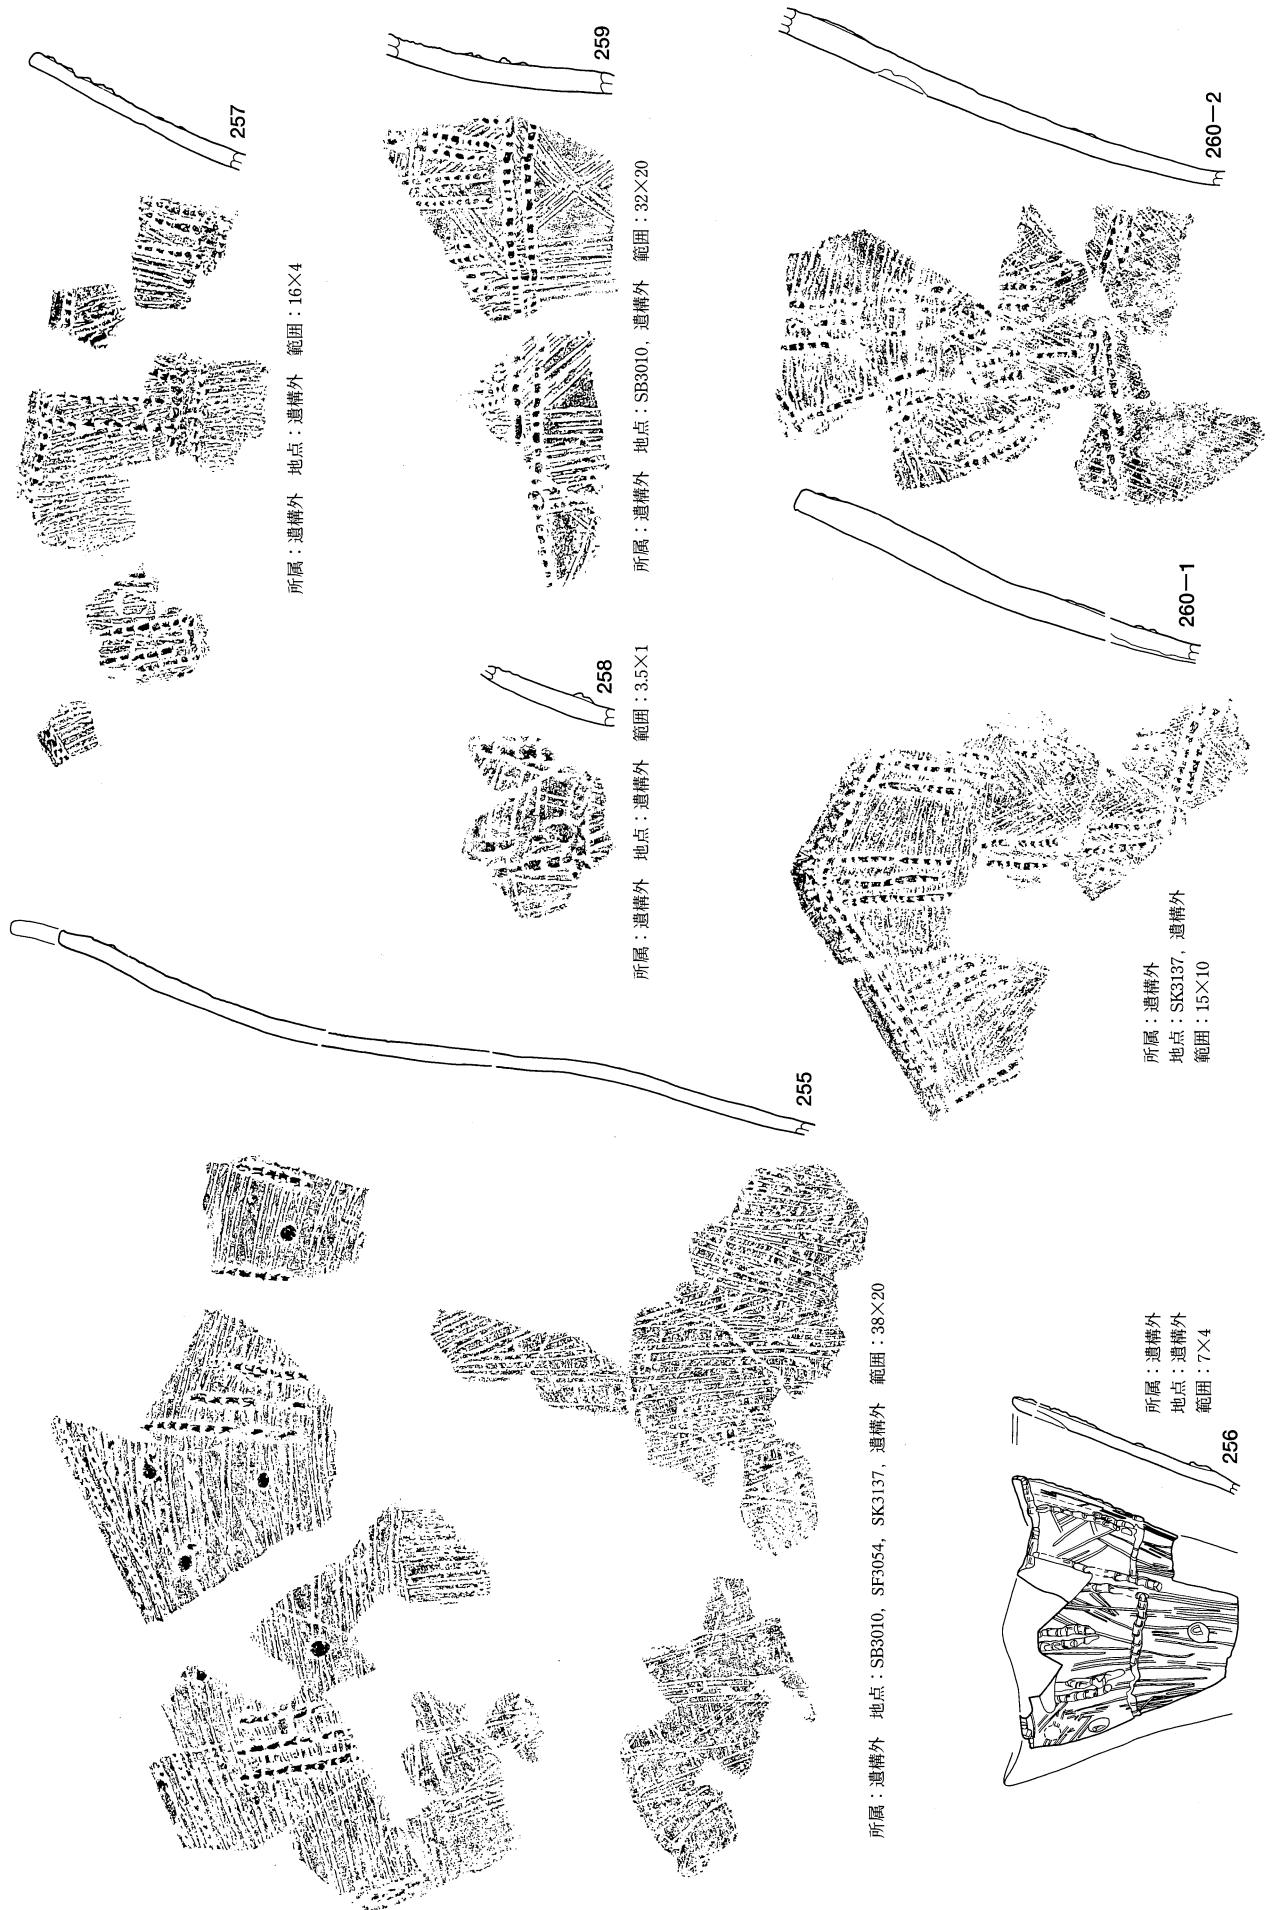 255
所属：遺構外　地点：SB3010，SF3054，SK3137，遺構外　範囲：38×20
256
所属：遺構外
地点：遺構外
範囲：7×4
257
所属：遺構外　地点：遺構外　範囲：16×4
258
所属：遺構外　地点：遺構外　範囲：3.5×1
259
所属：遺構外　地点：SB3010，遺構外　範囲：32×20
260―1
260―2
所属：遺構外
地点：SK3137，遺構外
範囲：15×10